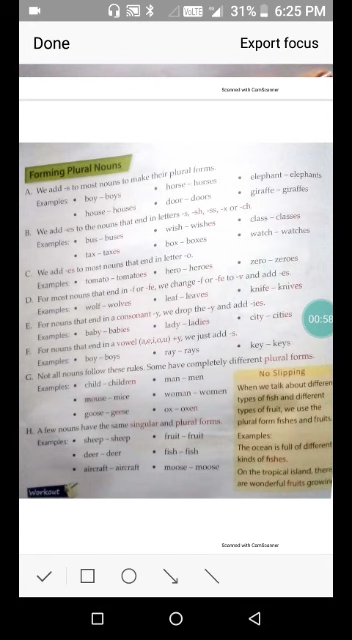 VoLTE 31% 6:25 PM
Done Export focus
Scanned with CamScanner
Forming Plural Nouns
A. We add -s to most nouns to make their plural forms.
Examples: • boy – boys • horse – horses • elephant – elephants
• house – houses • door – doors • giraffe – giraffes
B. We add -es to the nouns that end in letters -s, -sh, -ss, -x or -ch.
Examples: • bus – buses • wish – wishes • class – classes
• tax – taxes • box – boxes • watch – watches
C. We add -es to most nouns that end in letter -o.
Examples: • tomato – tomatoes • hero – heroes • zero – zeroes
D. For most nouns that end in -f or -fe, we change -f or -fe to -v and add -es.
Examples: • wolf – wolves • leaf – leaves • knife – knives
E. For nouns that end in a consonant -y, we drop the -y and add -ies.
Examples: • baby – babies • lady – ladies • city – cities
00:58
F. For nouns that end in a vowel (a,e,i,o,u) +y, we just add -s.
Examples: • boy – boys • ray – rays • key – keys
G. Not all nouns follow these rules. Some have completely different plural forms.
Examples: • child – children • man – men
• mouse – mice • woman – women
• goose – geese • ox – oxen
H. A few nouns have the same singular and plural forms.
Examples: • sheep – sheep • fruit – fruit
• deer – deer • fish – fish
• aircraft – aircraft • moose – moose
No Slipping
When we talk about differen
types of fish and different
types of fruit, we use the
plural form fishes and fruits
Examples:
The ocean is full of different
kinds of fishes.
On the tropical island, there
are wonderful fruits growin
Workout
Scanned with CamScanner